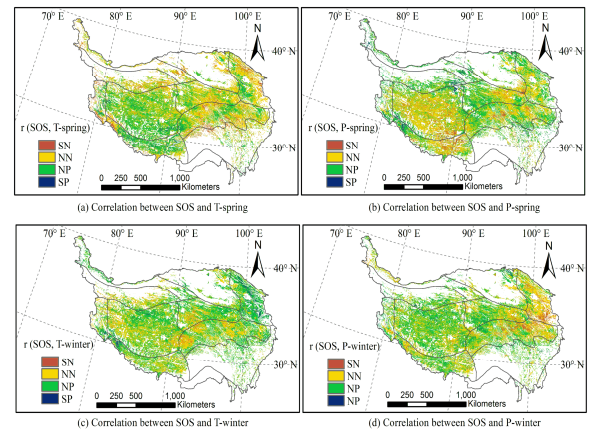 70° E 80° E 90° E 100° E
N
40° N
r (SOS, T-spring)
SN
NN
NP
SP
30° N
0 250 500 1,000
Kilometers
(a) Correlation between SOS and T-spring
70° E 80° E 90° E 100° E
N
40° N
r (SOS, P-spring)
SN
NN
NP
SP
30° N
0 250 500 1,000
Kilometers
(b) Correlation between SOS and P-spring
70° E 80° E 90° E 100° E
N
40° N
r (SOS, T-winter)
SN
NN
NP
SP
30° N
0 250 500 1,000
Kilometers
(c) Correlation between SOS and T-winter
70° E 80° E 90° E 100° E
N
40° N
r (SOS, P-winter)
SN
NN
NP
NP
30° N
0 250 500 1,000
Kilometers
(d) Correlation between SOS and P-winter